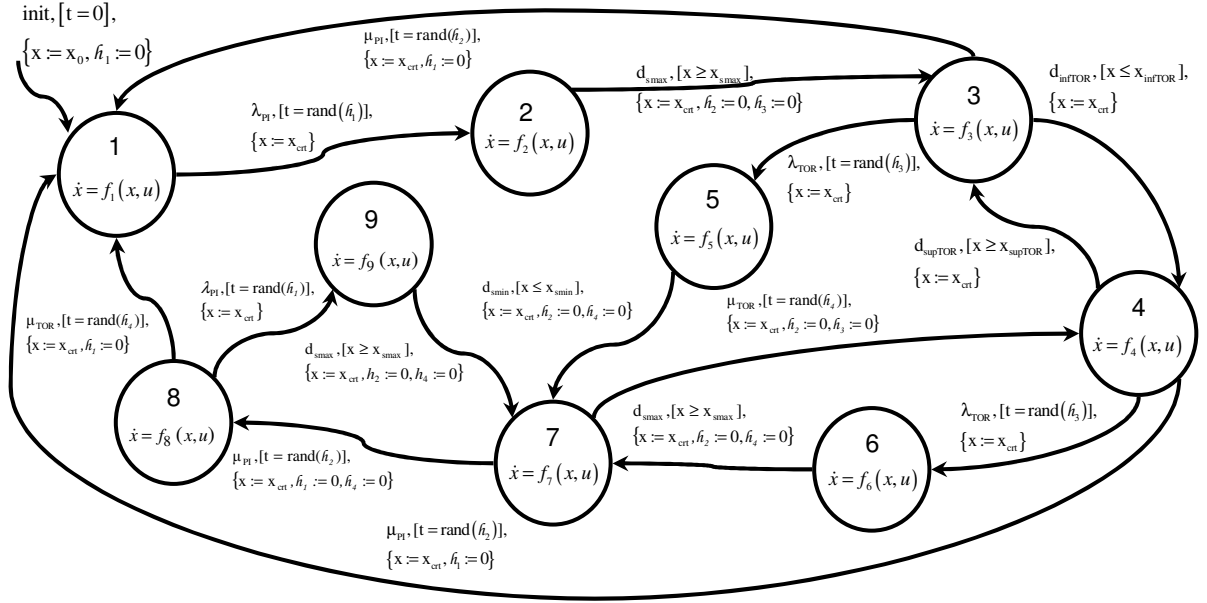 init, [t = 0],
{x := x₀, ℏ₁ := 0}
μ_PI, [t = rand(ℏ₂)],
{x := x_crt, ℏ₁ := 0}
d_smax, [x ≥ x_smax],
{x := x_crt, ℏ₂ := 0, ℏ₃ := 0}
d_infTOR, [x ≤ x_infTOR],
{x := x_crt}
1
ẋ = f₁(x,u)
λ_PI, [t = rand(ℏ₁)],
{x := x_crt}
2
ẋ = f₂(x,u)
3
ẋ = f₃(x,u)
λ_TOR, [t = rand(ℏ₃)],
{x := x_crt}
9
ẋ = f₉(x,u)
5
ẋ = f₅(x,u)
d_supTOR, [x ≥ x_supTOR],
{x := x_crt}
λ_PI, [t = rand(ℏ₁)],
{x := x_crt}
d_smin, [x ≤ x_smin],
{x := x_crt, ℏ₂ := 0, ℏ₄ := 0}
μ_TOR, [t = rand(ℏ₄)],
{x := x_crt, ℏ₂ := 0, ℏ₃ := 0}
4
ẋ = f₄(x,u)
μ_TOR, [t = rand(ℏ₄)],
{x := x_crt, ℏ₁ := 0}
d_smax, [x ≥ x_smax],
{x := x_crt, ℏ₂ := 0, ℏ₄ := 0}
8
ẋ = f₈(x,u)
7
ẋ = f₇(x,u)
d_smax, [x ≥ x_smax],
{x := x_crt, ℏ₂ := 0, ℏ₄ := 0}
6
ẋ = f₆(x,u)
λ_TOR, [t = rand(ℏ₃)],
{x := x_crt}
μ_PI, [t = rand(ℏ₂)],
{x := x_crt, ℏ₁ := 0, ℏ₄ := 0}
μ_PI, [t = rand(ℏ₂)],
{x := x_crt, ℏ₁ := 0}